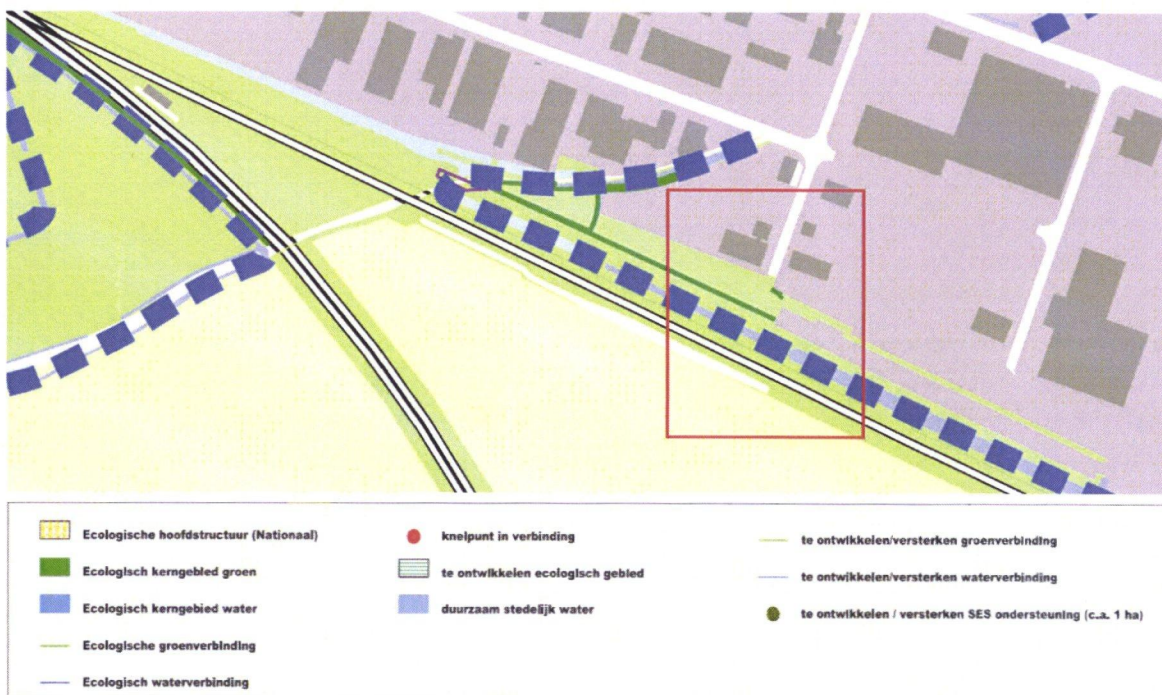 Ecologische hoofdstructuur (Nationaal)
Ecologisch kerngebied groen
Ecologisch kerngebied water
Ecologische groenverbinding
Ecologisch waterverbinding
knelpunt in verbinding
te ontwikkelen ecologisch gebied
duurzaam stedelijk water
te ontwikkelen/versterken groenverbinding
te ontwikkelen/versterken waterverbinding
te ontwikkelen / versterken SES ondersteuning (c.a. 1 ha)